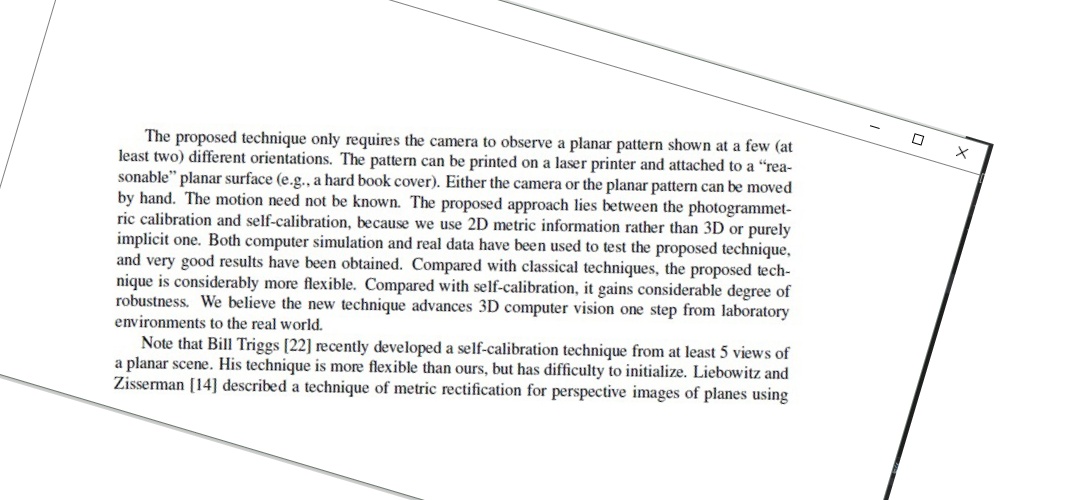 The proposed technique only requires the camera to observe a planar pattern shown at a few (at
least two) different orientations. The pattern can be printed on a laser printer and attached to a “rea-
sonable” planar surface (e.g., a hard book cover). Either the camera or the planar pattern can be moved
by hand. The motion need not be known. The proposed approach lies between the photogrammet-
ric calibration and self-calibration, because we use 2D metric information rather than 3D or purely
implicit one. Both computer simulation and real data have been used to test the proposed technique,
and very good results have been obtained. Compared with classical techniques, the proposed tech-
nique is considerably more flexible. Compared with self-calibration, it gains considerable degree of
robustness. We believe the new technique advances 3D computer vision one step from laboratory
environments to the real world.
Note that Bill Triggs [22] recently developed a self-calibration technique from at least 5 views of
a planar scene. His technique is more flexible than ours, but has difficulty to initialize. Liebowitz and
Zisserman [14] described a technique of metric rectification for perspective images of planes using